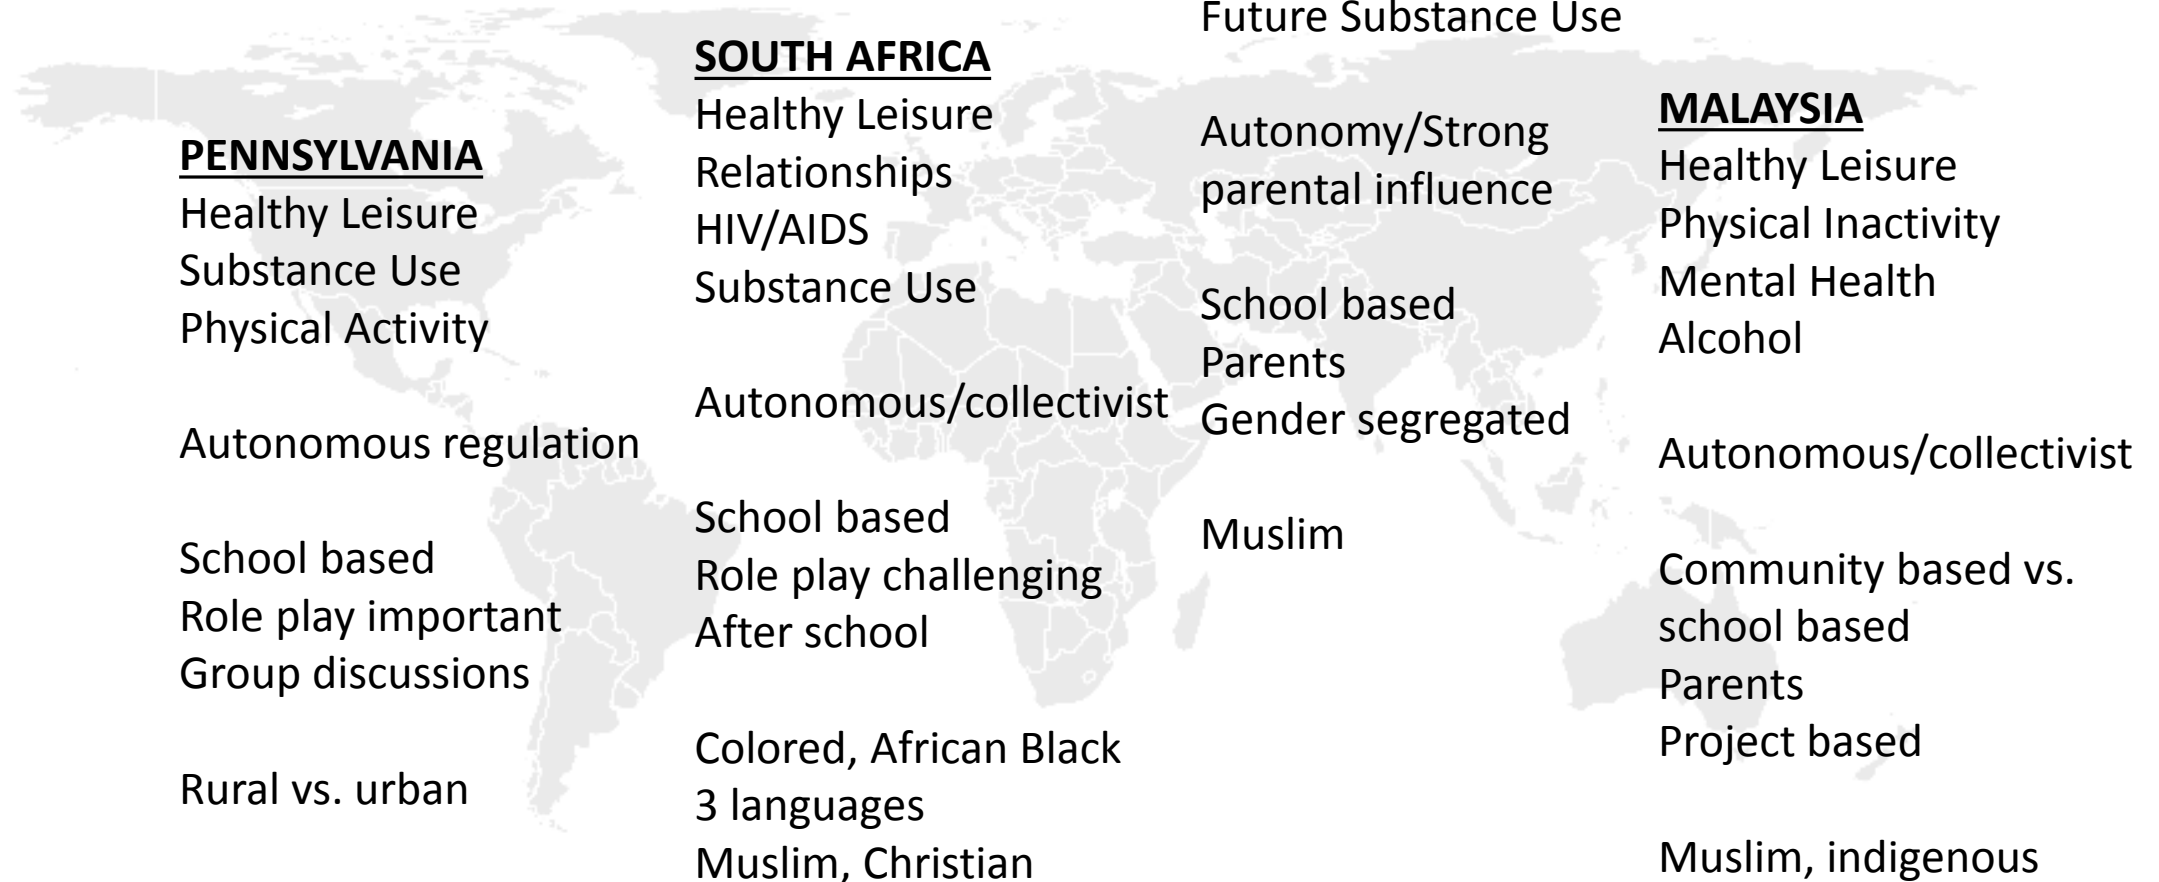 PENNSYLVANIA
Healthy Leisure
Substance Use
Physical Activity
Autonomous regulation
School based
Role play important
Group discussions
Rural vs. urban
SOUTH AFRICA
Healthy Leisure
Relationships
HIV/AIDS
Substance Use
Autonomous/collectivist
School based
Role play challenging
After school
Colored, African Black
3 languages
Muslim, Christian
Future Substance Use
Autonomy/Strong
parental influence
School based
Parents
Gender segregated
Muslim
MALAYSIA
Healthy Leisure
Physical Inactivity
Mental Health
Alcohol
Autonomous/collectivist
Community based vs.
school based
Parents
Project based
Muslim, indigenous